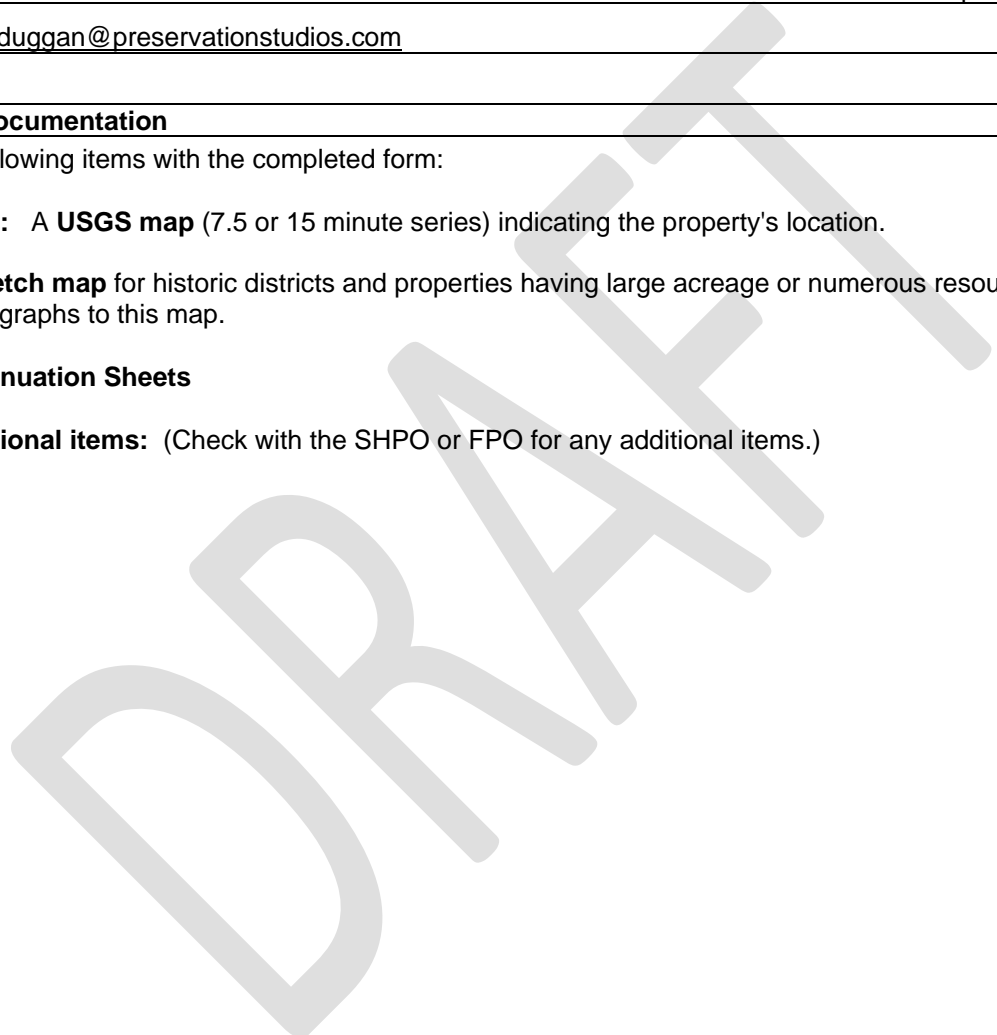 duggan@preservationstudios.com
ocumentation
lowing items with the completed form:
: A USGS map (7.5 or 15 minute series) indicating the property's location.
etch map for historic districts and properties having large acreage or numerous resou
graphs to this map.
nuation Sheets
ional items: (Check with the SHPO or FPO for any additional items.)
DRAFT